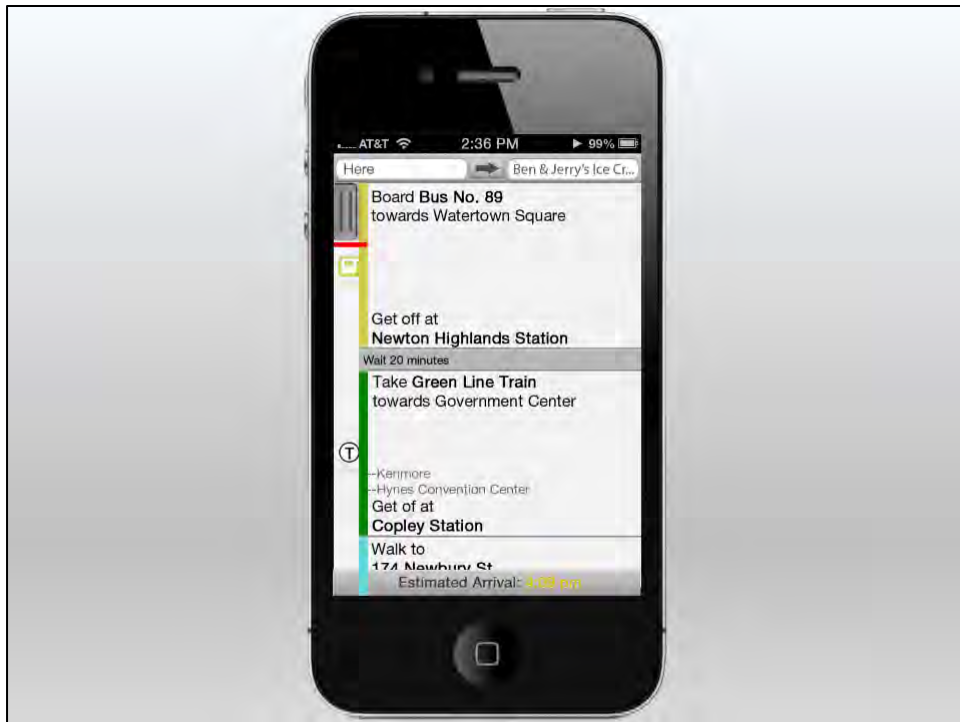 AT&T 2:36 PM 99%
Here Ben & Jerry's Ice Cr...
Board Bus No. 89
towards Watertown Square
Get off at
Newton Highlands Station
Wait 20 minutes
Take Green Line Train
towards Government Center
T
--Kenmore
--Hynes Convention Center
Get of at
Copley Station
Walk to
174 Newbury St
Estimated Arrival: